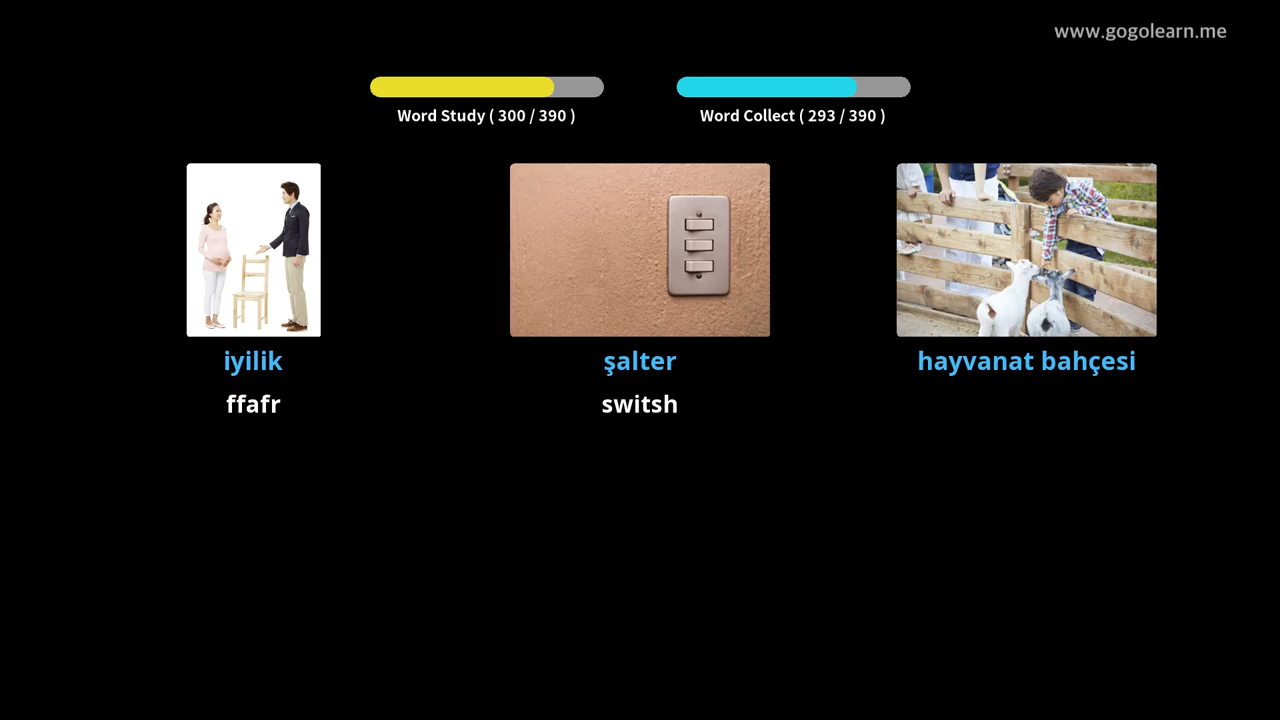 www.gogolearn.me
Word Study ( 300 / 390 )
Word Collect ( 293 / 390 )
iyilik
şalter
hayvanat bahçesi
ffafr
switsh